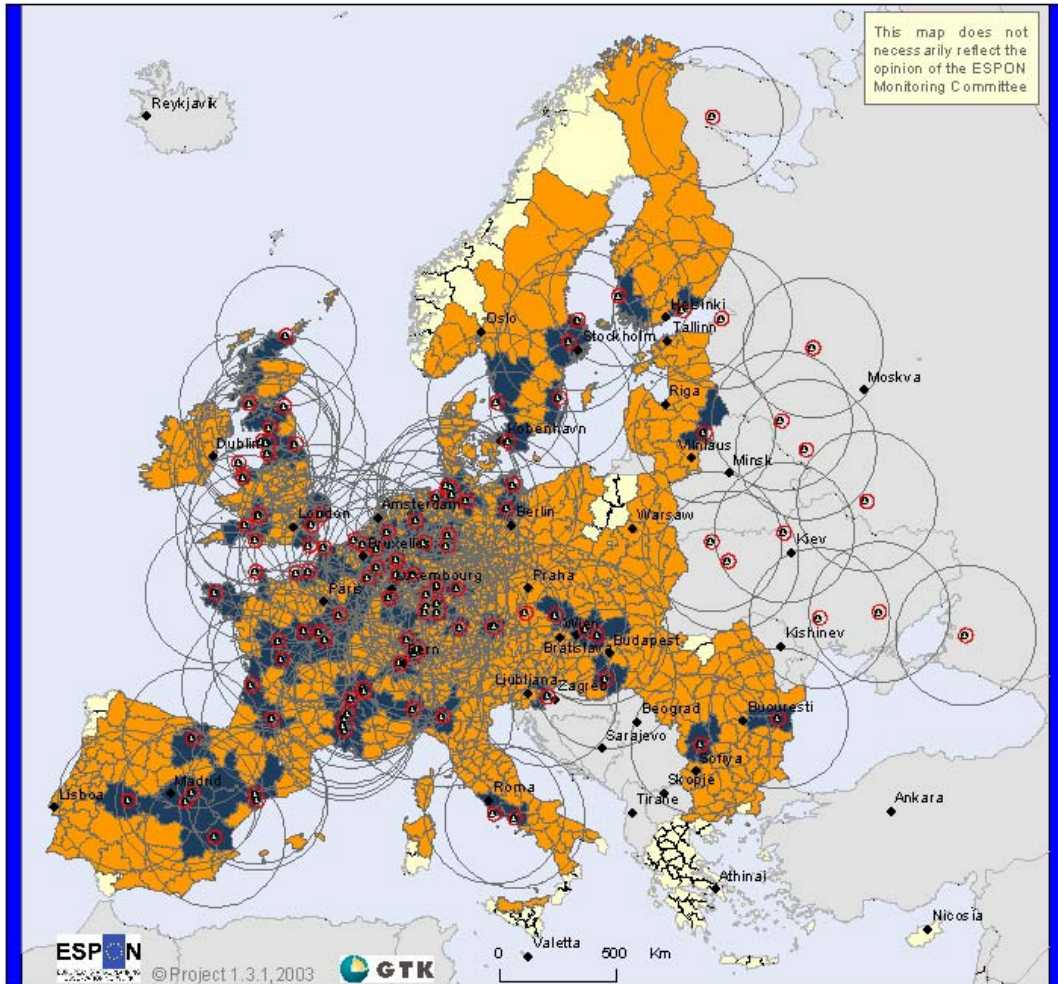 This map does not
necessarily reflect the
opinion of the ESPON
Monitoring Committee
Reykjavik
Oslo
Helsinki
Tallinn
Stockholm
Moskva
Riga
Kobenhavn
Dublin
Vilniaus
Minsk
Amsterdam
London
Berlin
Warsaw
Kiev
Bruxelles
Luxembourg
Praha
Paris
Wien
Kishinev
Bratislava
Budapest
Bern
Ljubljana
Zagreb
Beograd
Bucuresti
Sarajevo
Sofiya
Skopje
Madrid
Roma
Lisboa
Tirane
Ankara
Athinai
Nicosia
Valetta
0 500 Km
ESPON
© Project 1.3.1, 2003
GTK